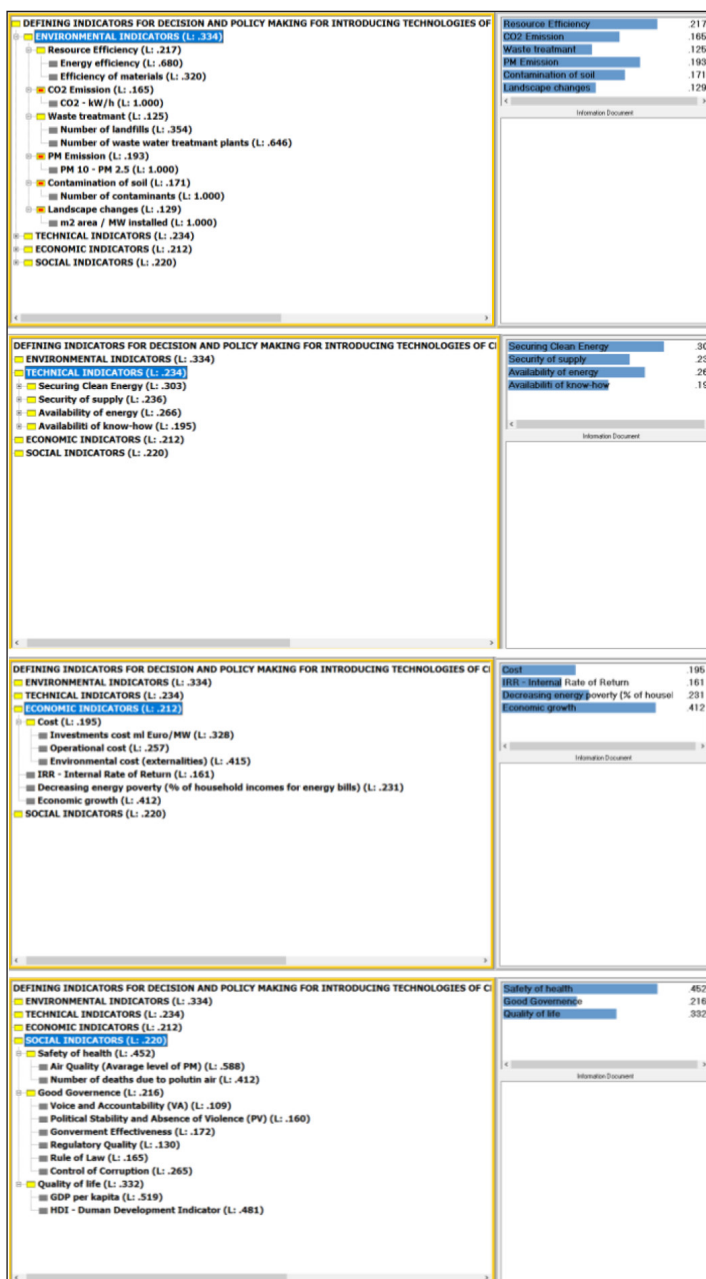 DEFINING INDICATORS FOR DECISION AND POLICY MAKING FOR INTRODUCING TECHNOLOGIES OF
ENVIRONMENTAL INDICATORS (L: .334)
Resource Efficiency (L: .217)
Energy efficiency (L: .680)
Efficiency of materials (L: .320)
CO2 Emission (L: .165)
CO2 - kW/h (L: 1.000)
Waste treatmant (L: .125)
Number of landfills (L: .354)
Number of waste water treatmant plants (L: .646)
PM Emission (L: .193)
PM 10 - PM 2.5 (L: 1.000)
Contamination of soil (L: .171)
Number of contaminants (L: 1.000)
Landscape changes (L: .129)
m2 area / MW installed (L: 1.000)
TECHNICAL INDICATORS (L: .234)
ECONOMIC INDICATORS (L: .212)
SOCIAL INDICATORS (L: .220)
Resource Efficiency .217
CO2 Emission .165
Waste treatmant .125
PM Emission .193
Contamination of soil .171
Landscape changes .129
Information Document
DEFINING INDICATORS FOR DECISION AND POLICY MAKING FOR INTRODUCING TECHNOLOGIES OF C
ENVIRONMENTAL INDICATORS (L: .334)
TECHNICAL INDICATORS (L: .234)
Securing Clean Energy (L: .303)
Security of supply (L: .236)
Availability of energy (L: .266)
Availabiliti of know-how (L: .195)
ECONOMIC INDICATORS (L: .212)
SOCIAL INDICATORS (L: .220)
Securing Clean Energy .30
Security of supply .23
Availability of energy .26
Availabiliti of know-how .19
Information Document
DEFINING INDICATORS FOR DECISION AND POLICY MAKING FOR INTRODUCING TECHNOLOGIES OF C
ENVIRONMENTAL INDICATORS (L: .334)
TECHNICAL INDICATORS (L: .234)
ECONOMIC INDICATORS (L: .212)
Cost (L: .195)
Investments cost ml Euro/MW (L: .328)
Operational cost (L: .257)
Environmental cost (externalities) (L: .415)
IRR - Internal Rate of Return (L: .161)
Decreasing energy poverty (% of household incomes for energy bills) (L: .231)
Economic growth (L: .412)
SOCIAL INDICATORS (L: .220)
Cost .195
IRR - Internal Rate of Return .161
Decreasing energy poverty (% of housel .231
Economic growth .412
Information Document
DEFINING INDICATORS FOR DECISION AND POLICY MAKING FOR INTRODUCING TECHNOLOGIES OF C
ENVIRONMENTAL INDICATORS (L: .334)
TECHNICAL INDICATORS (L: .234)
ECONOMIC INDICATORS (L: .212)
SOCIAL INDICATORS (L: .220)
Safety of health (L: .452)
Air Quality (Avarage level of PM) (L: .588)
Number of deaths due to polutin air (L: .412)
Good Governence (L: .216)
Voice and Accountability (VA) (L: .109)
Political Stability and Absence of Violence (PV) (L: .160)
Gonverment Effectiveness (L: .172)
Regulatory Quality (L: .130)
Rule of Law (L: .165)
Control of Corruption (L: .265)
Quality of life (L: .332)
GDP per kapita (L: .519)
HDI - Duman Development Indicator (L: .481)
Safety of health .452
Good Governence .216
Quality of life .332
Information Document